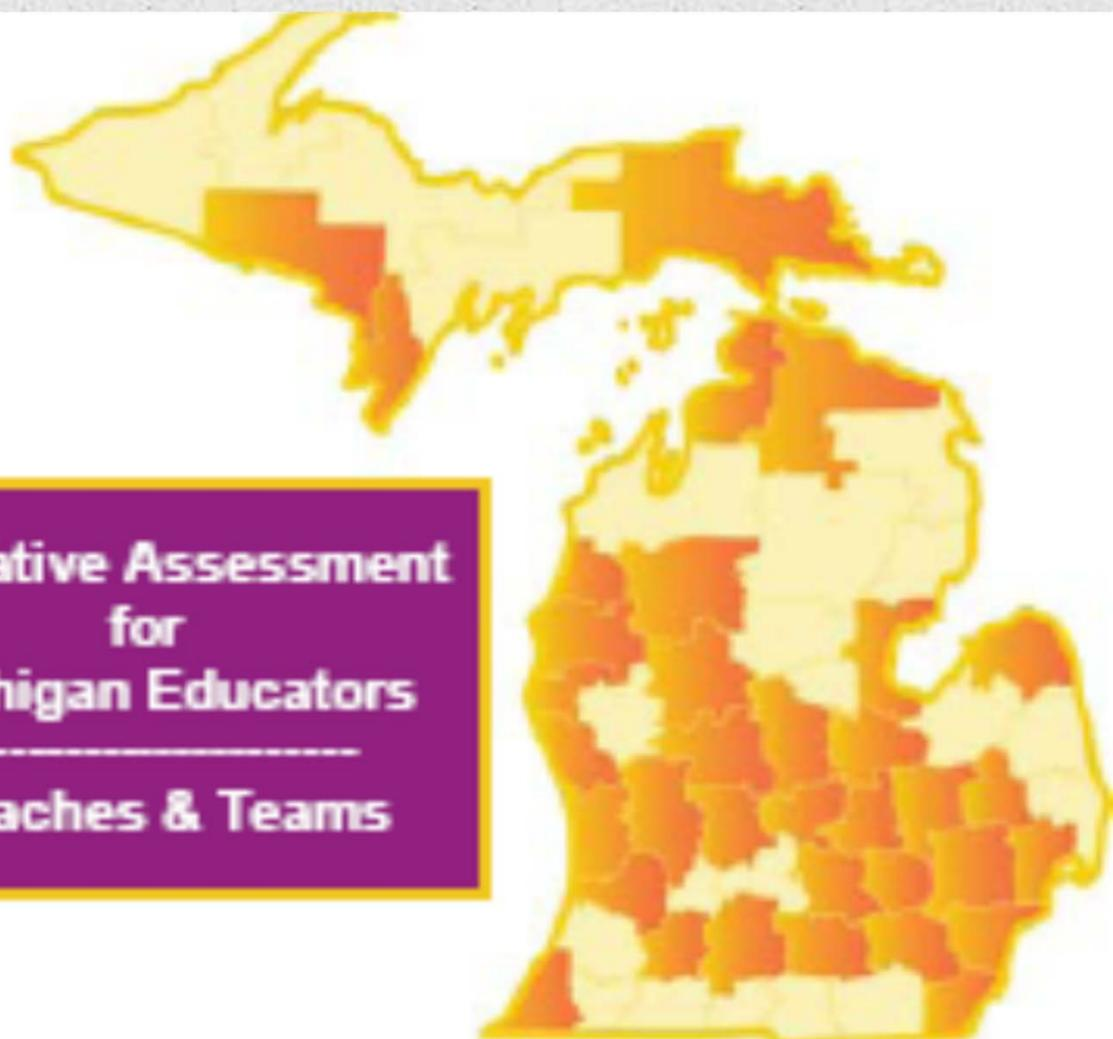 ative Assessment
for
higan Educators
--------------------
aches & Teams